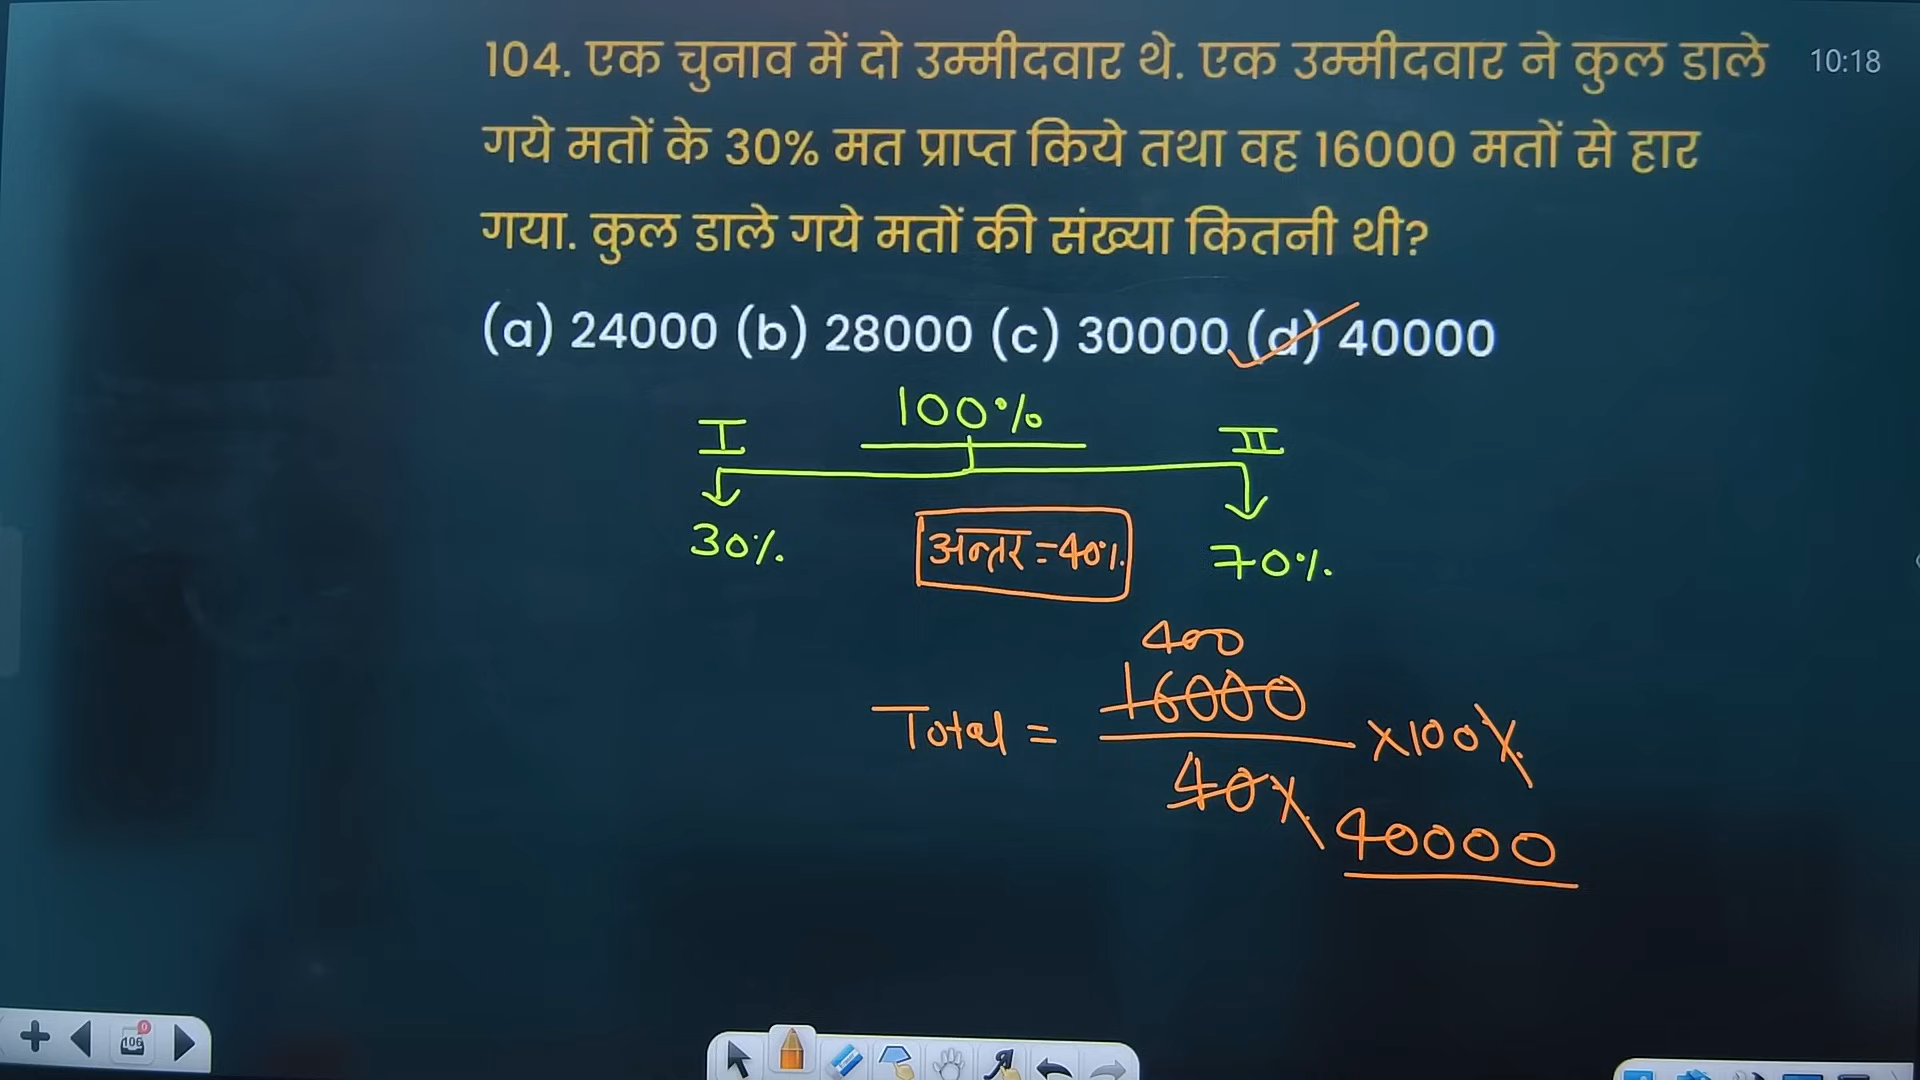 104. एक चुनाव में दो उम्मीदवार थे. एक उम्मीदवार ने कुल डाले
10:18
गये मतों के 30% मत प्राप्त किये तथा वह 16000 मतों से हार
गया. कुल डाले गये मतों की संख्या कितनी थी?
(a) 24000 (b) 28000 (c) 30000 (d) 40000
I 100% II
30% अन्तर = 40% 70%
400
Total = 16000 × 100%
40%
40000
106
0